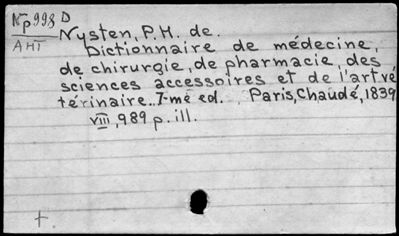 Np998 D
AHT
Nysten, P.H. de.
Dictionnaire de médecine,
de chirurgie, de pharmacie, des
sciences accessoires et de l'art vé
térinaire.. 7-me ed. Paris, Chaudé, 1839
VIII, 989 p. ill.